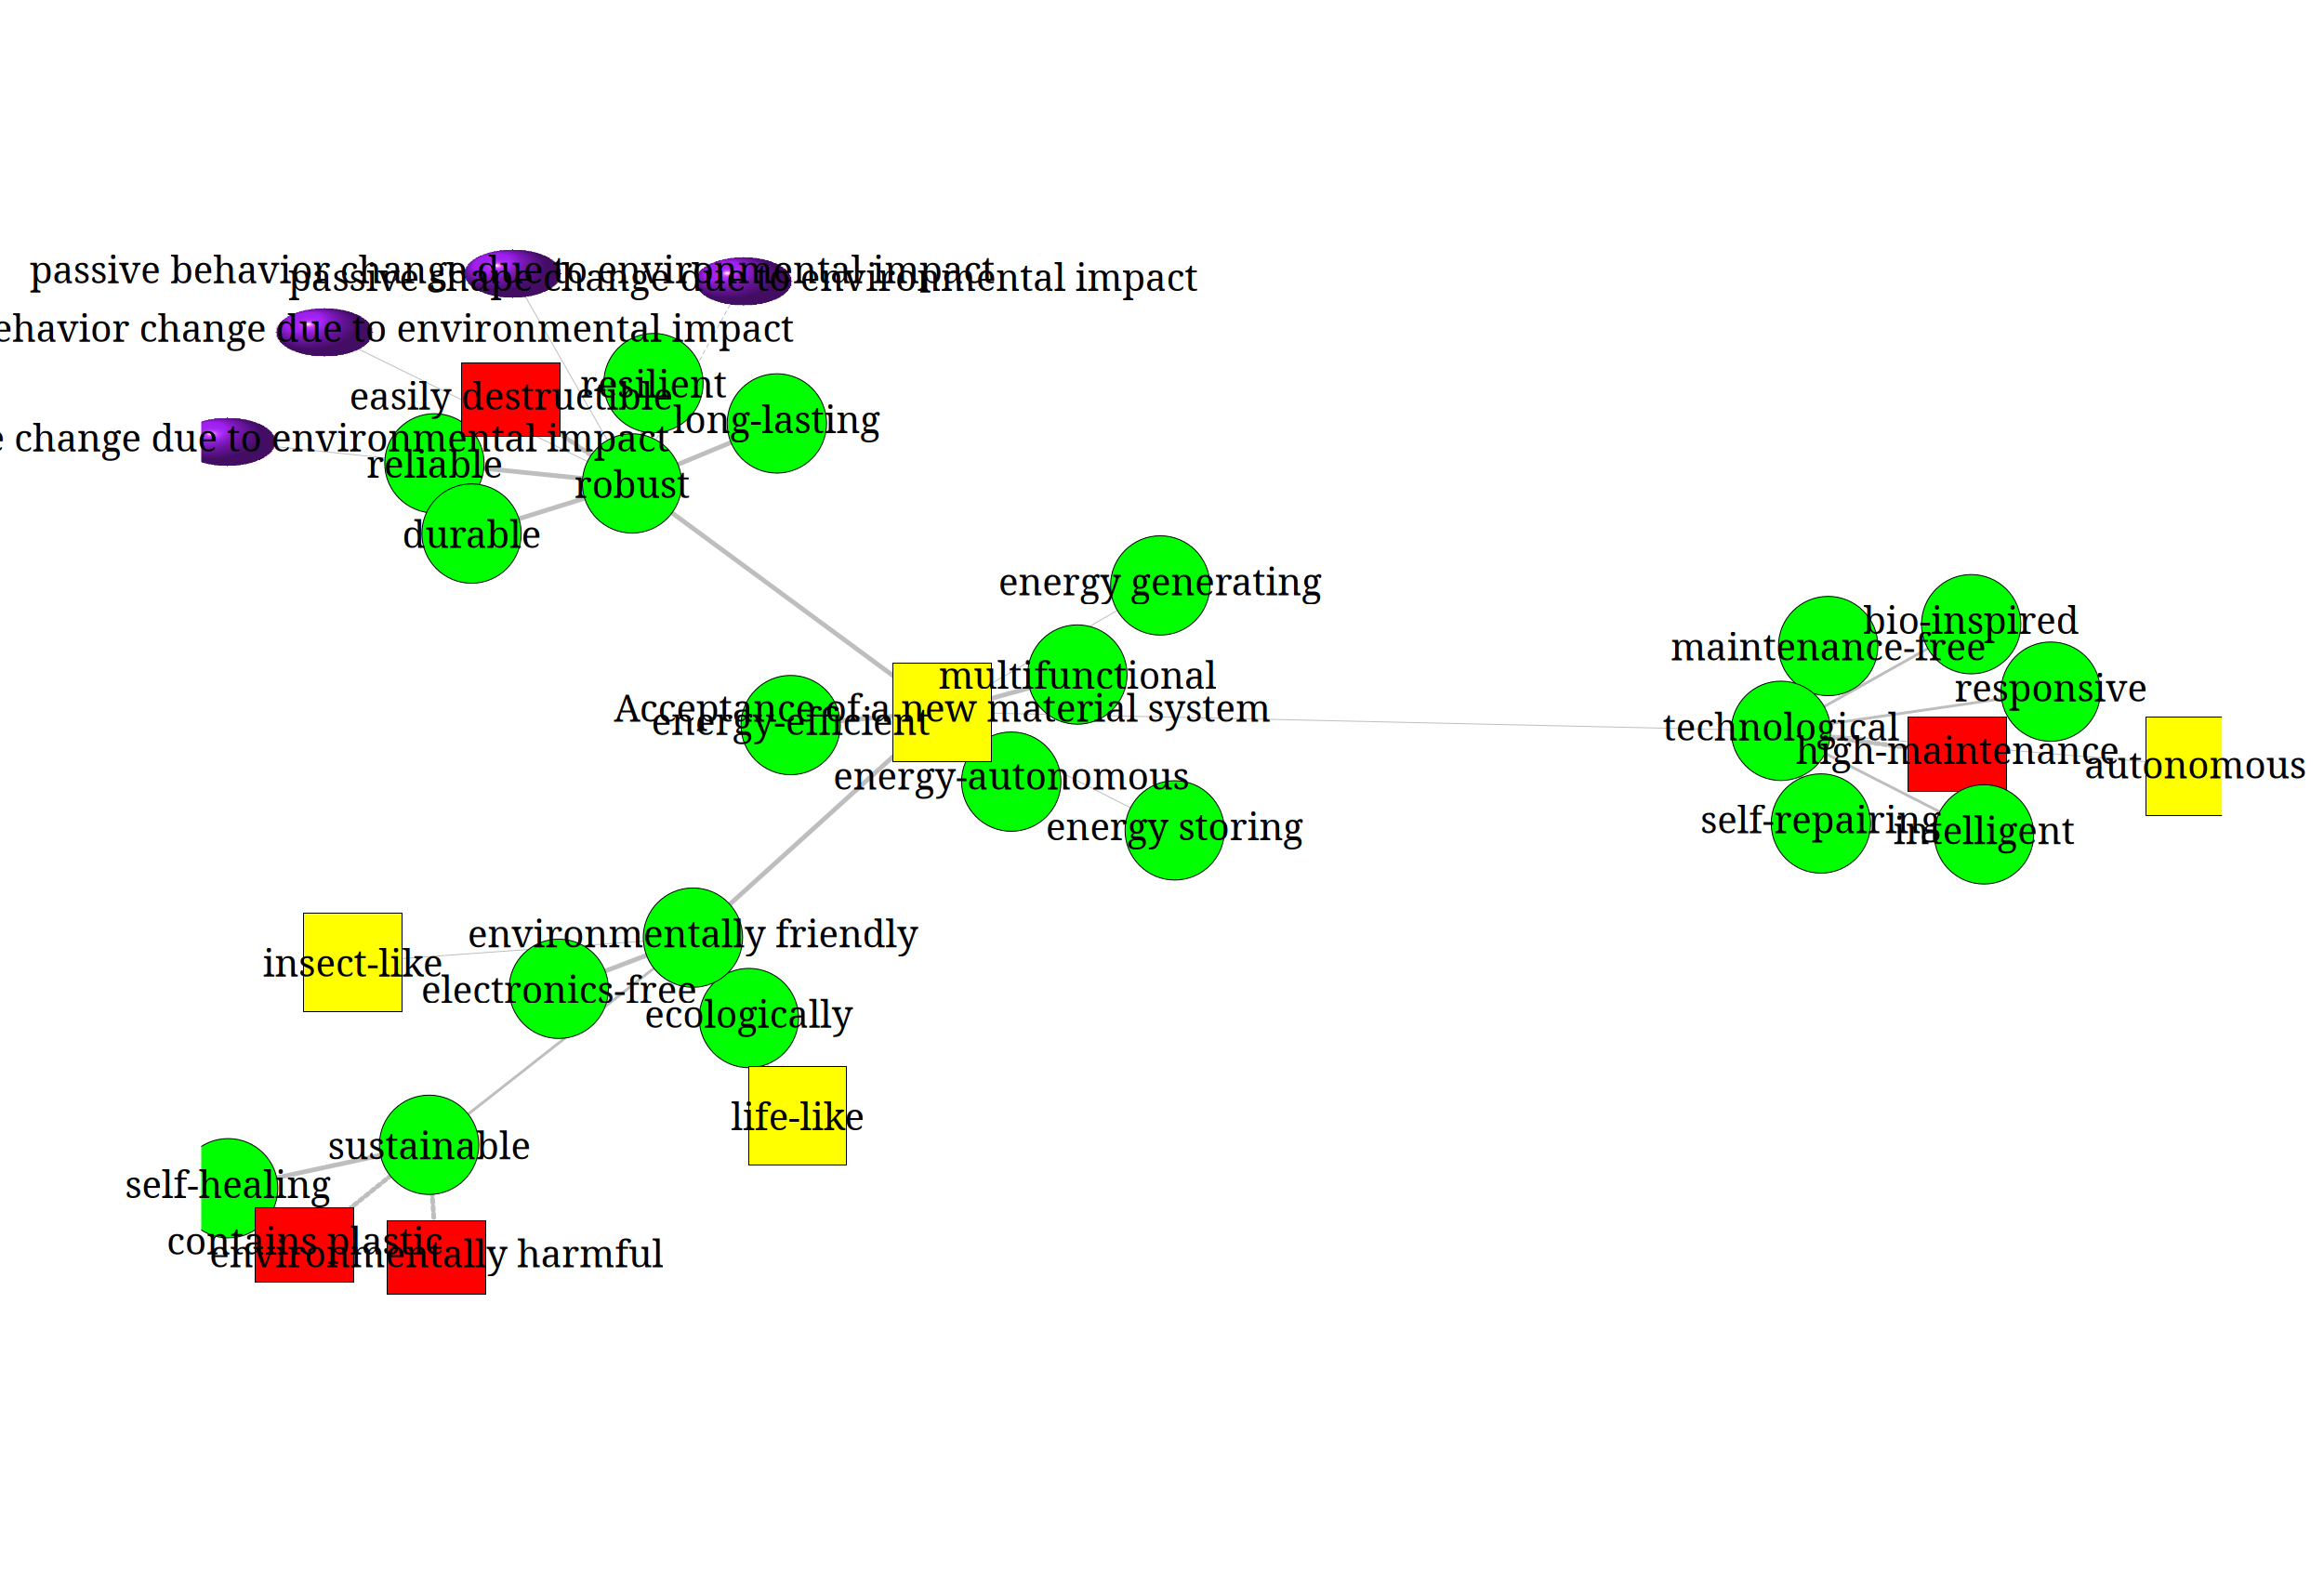 passive behavior change due to environmental impact
passive shape change due to environmental impact
ehavior change due to environmental impact
resilient
easily destructible
long-lasting
e change due to environmental impact
reliable
robust
durable
energy generating
bio-inspired
maintenance-free
multifunctional
responsive
Acceptance of a new material system
energy-efficient
technological
high-maintenance
autonomous
energy-autonomous
self-repairing
energy storing
intelligent
environmentally friendly
insect-like
electronics-free
ecologically
life-like
sustainable
self-healing
contains plastic
environmentally harmful